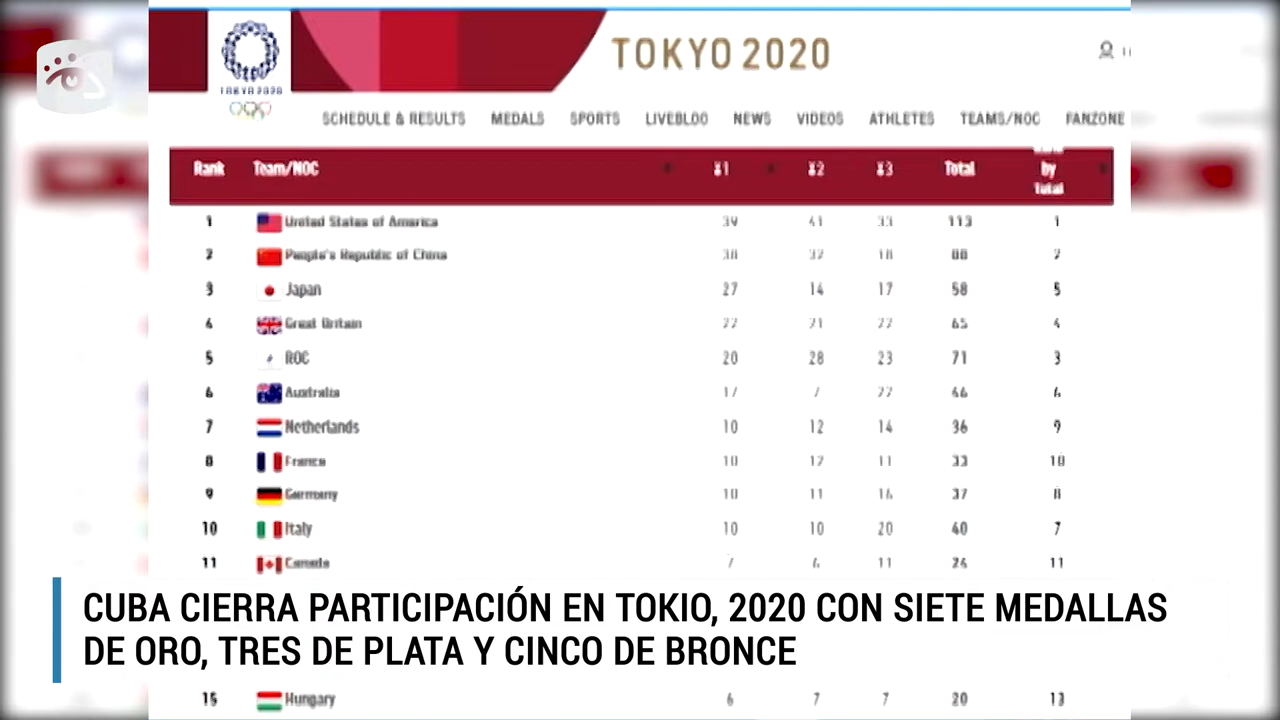 TOKYO 2020
TOKYO 2020
SCHEDULE & RESULTS MEDALS SPORTS LIVEBLOG NEWS VIDEOS ATHLETES TEAMS/NOC FANZONE
Rank Team/NOC 1 2 3 Total by Total
1 United States of America 39 41 33 113 1
2 People's Republic of China 38 32 18 88 2
3 Japan 27 14 17 58 5
4 Great Britain 22 21 22 65 4
5 ROC 20 28 23 71 3
6 Australia 17 7 22 46 6
7 Netherlands 10 12 14 36 9
8 France 10 12 11 33 10
9 Germany 10 11 16 37 8
10 Italy 10 10 20 40 7
11 Canada 7 6 11 24 11
CUBA CIERRA PARTICIPACIÓN EN TOKIO, 2020 CON SIETE MEDALLAS
DE ORO, TRES DE PLATA Y CINCO DE BRONCE
15 Hungary 6 7 7 20 13